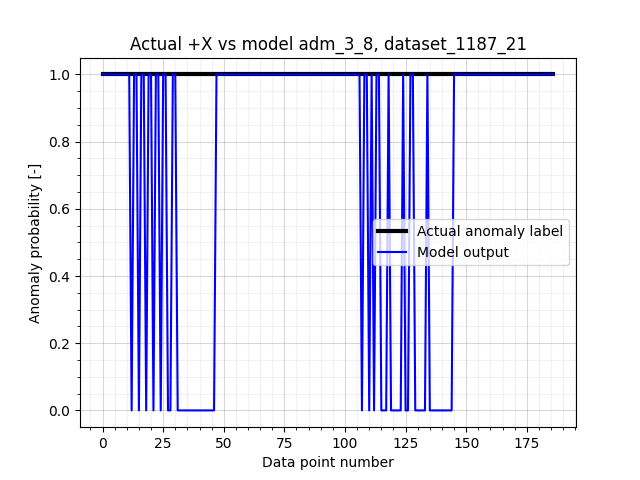 Actual +X vs model adm_3_8, dataset_1187_21
Anomaly probability [-]
1.0
0.8
0.6
0.4
0.2
0.0
Actual anomaly label
Model output
0 25 50 75 100 125 150 175
Data point number